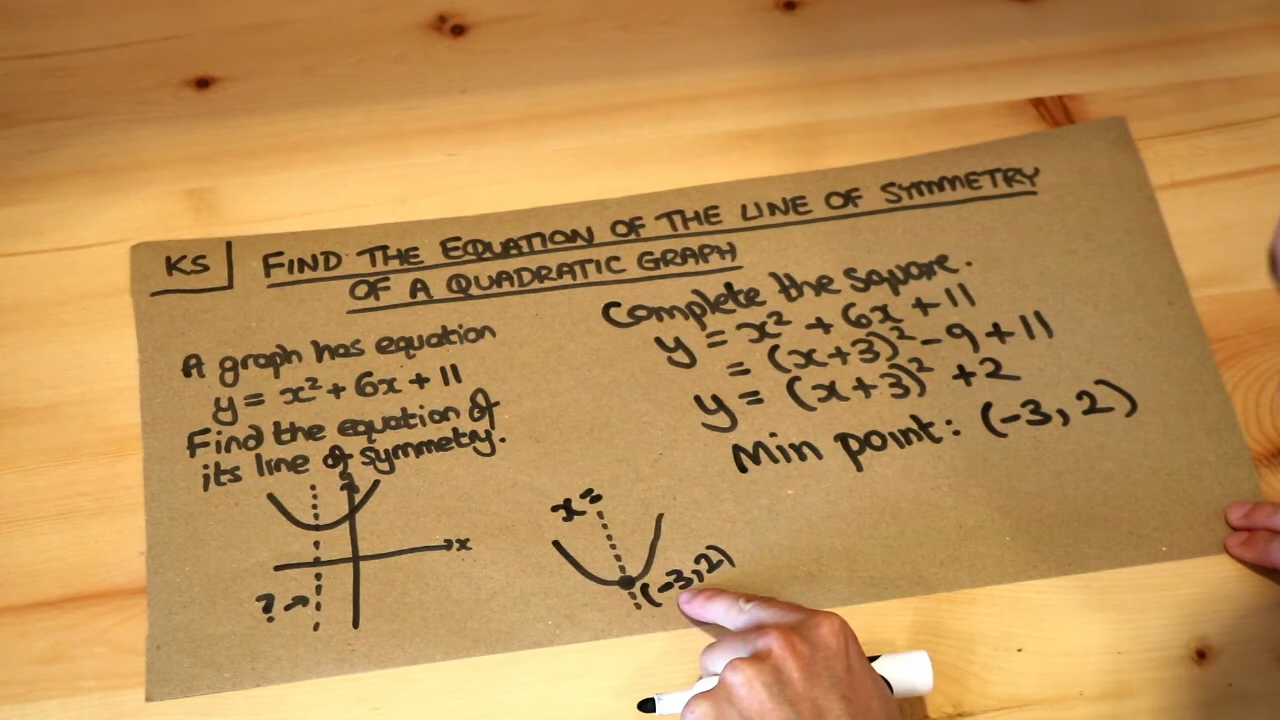 KS
FIND THE EQUATION OF THE LINE OF SYMMETRY
OF A QUADRATIC GRAPH
A graph has equation
y = x² + 6x + 11
Find the equation of
its line of symmetry.
x
? →
Complete the square.
y = x² + 6x + 11
= (x+3)² - 9 + 11
y = (x+3)² + 2
Min point: (-3, 2)
x =
(-3, 2)